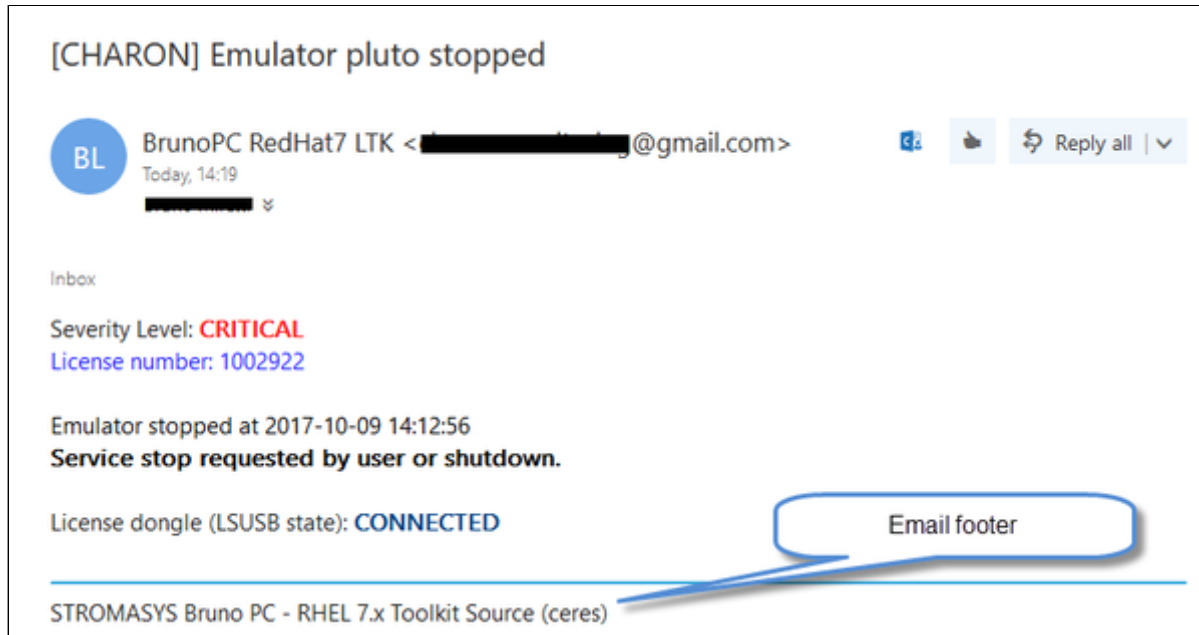 [CHARON] Emulator pluto stopped
BL
BrunoPC RedHat7 LTK < @gmail.com>
Reply all
Today, 14:19
Inbox
Severity Level: CRITICAL
License number: 1002922
Emulator stopped at 2017-10-09 14:12:56
Service stop requested by user or shutdown.
License dongle (LSUSB state): CONNECTED
Email footer
STROMASYS Bruno PC - RHEL 7.x Toolkit Source (ceres)